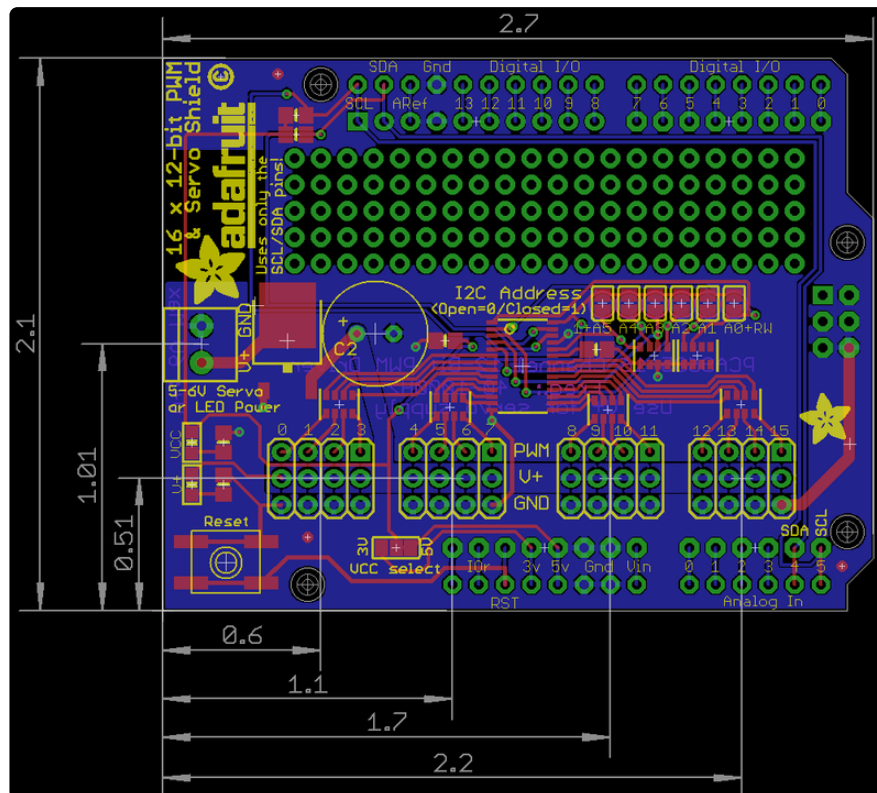 2.7
SDA Gnd Digital I/O Digital I/O
SCL ARef 13 12 11 10 9 8 7 6 5 4 3 2 1 0
16 x 12-bit PWM
& Servo Shield
adafruit
Uses only the
SCL/SDA pins!
I2C Address
<Open=0/Closed=1)
A4 A2 A1 A0+RW
2.1
GND
V+
+
C2
5-6V Servo
or LED Power
VCC
V+
0 1 2 3 4 5 6 7 8 9 10 11 12 13 14 15
PWM
V+
GND
1.01
0.51
Reset
3V 5V
VCC select
SDA
SCL
IOr 3v 5v Gnd Vin 0 1 2 3 4 5
RST Analog In
0.6
1.1
1.7
2.2